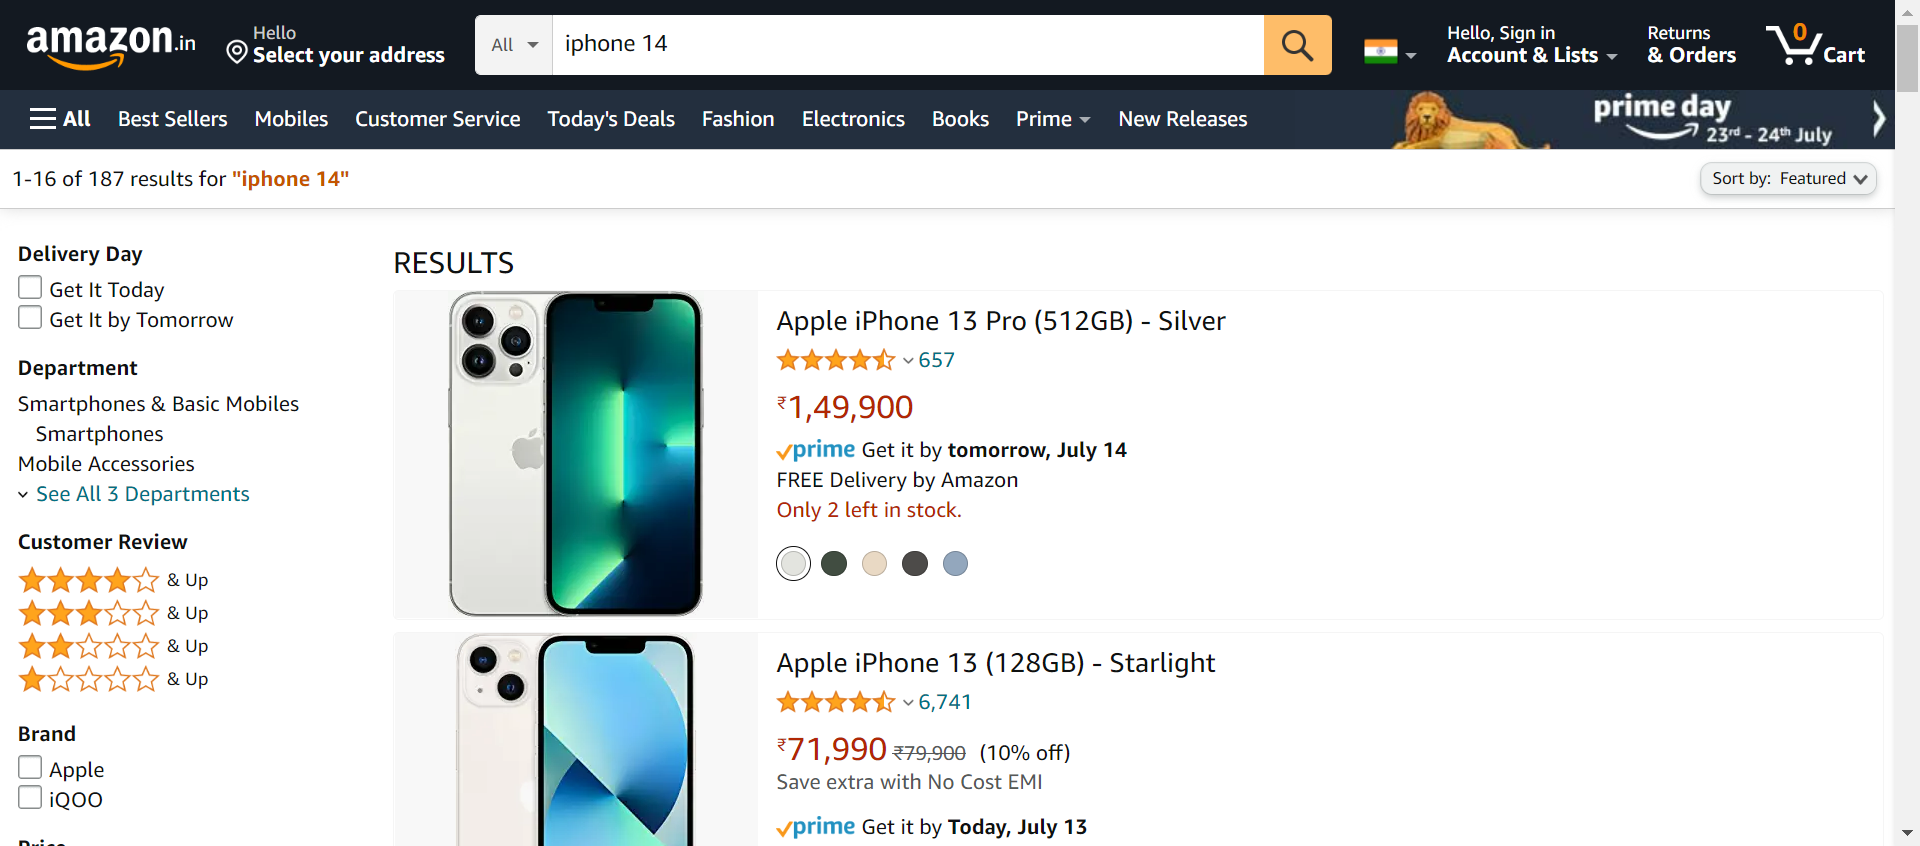 amazon.in
Hello
Select your address
All
iphone 14
Hello, Sign in
Account & Lists
Returns
& Orders
0
Cart
All
Best Sellers
Mobiles
Customer Service
Today's Deals
Fashion
Electronics
Books
Prime
New Releases
prime day
23rd - 24th July
1-16 of 187 results for "iphone 14"
Sort by: Featured
Delivery Day
Get It Today
Get It by Tomorrow
Department
Smartphones & Basic Mobiles
Smartphones
Mobile Accessories
See All 3 Departments
Customer Review
& Up
& Up
& Up
& Up
Brand
Apple
iQOO
Price
RESULTS
Apple iPhone 13 Pro (512GB) - Silver
657
₹1,49,900
prime Get it by tomorrow, July 14
FREE Delivery by Amazon
Only 2 left in stock.
Apple iPhone 13 (128GB) - Starlight
6,741
₹71,990 ₹79,900 (10% off)
Save extra with No Cost EMI
prime Get it by Today, July 13